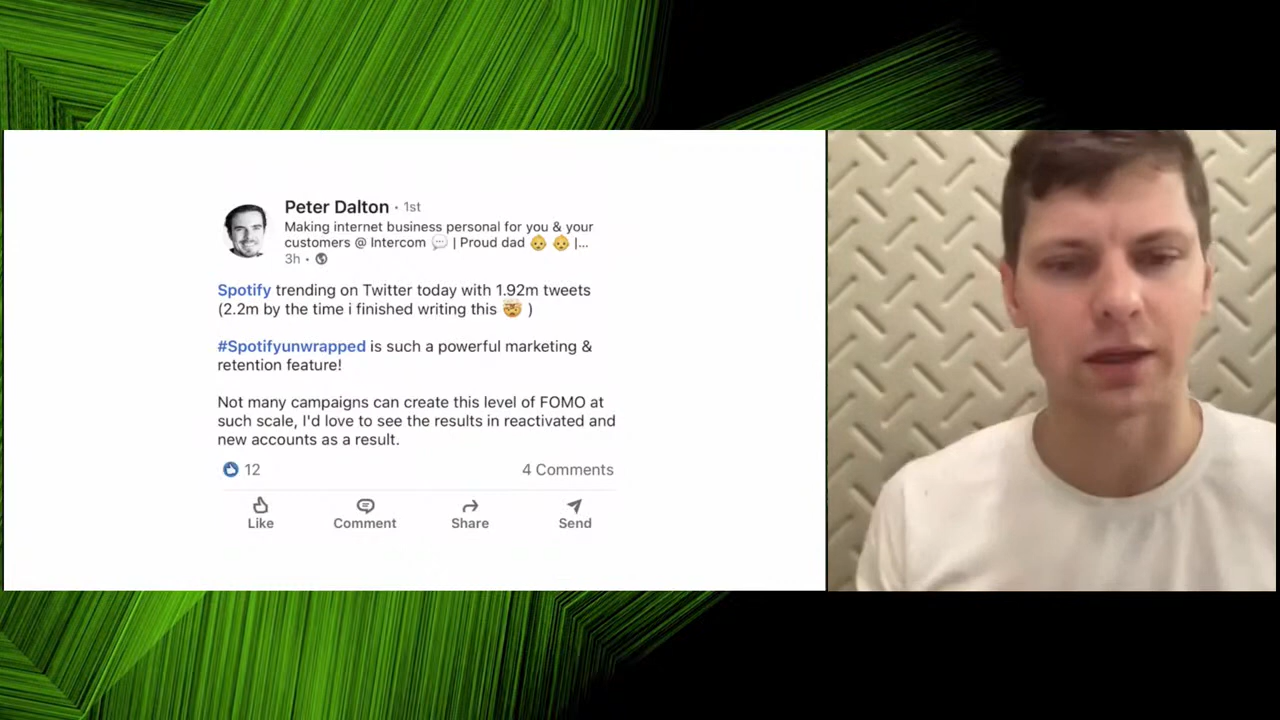 Peter Dalton • 1st
Making internet business personal for you & your
customers @ Intercom 💬 | Proud dad 👶 👶 |...
3h •
Spotify trending on Twitter today with 1.92m tweets
(2.2m by the time i finished writing this 🤯 )
#Spotifyunwrapped is such a powerful marketing &
retention feature!
Not many campaigns can create this level of FOMO at
such scale, I'd love to see the results in reactivated and
new accounts as a result.
12
4 Comments
Like
Comment
Share
Send